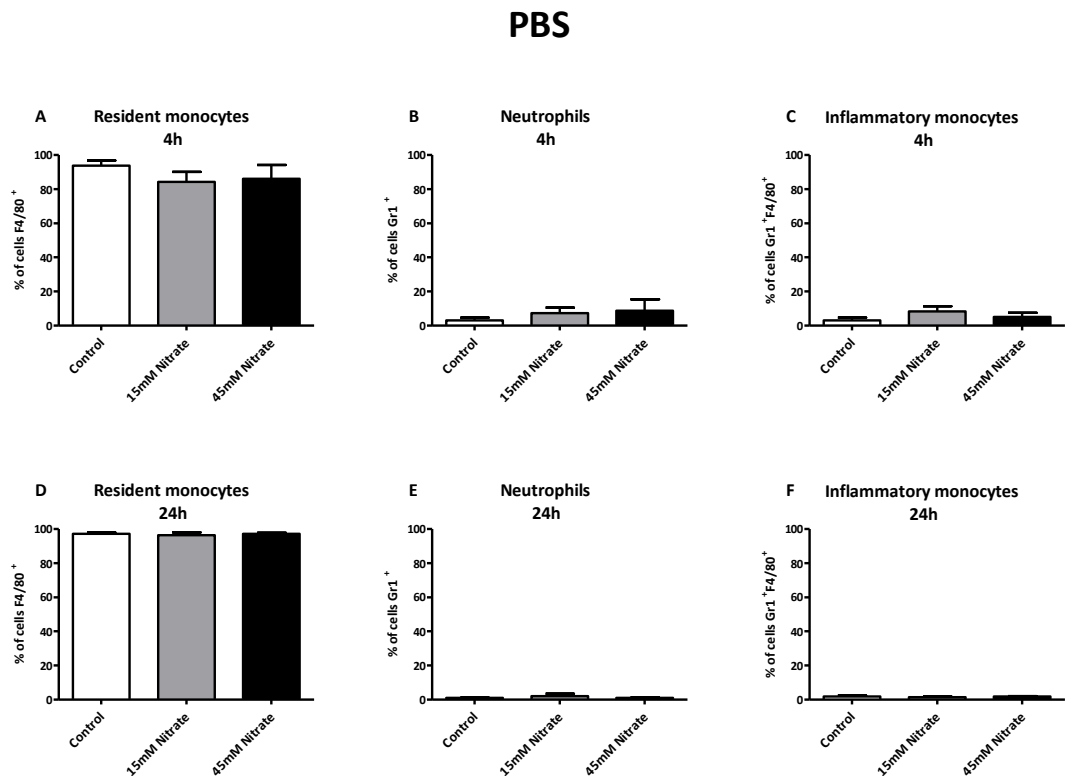 PBS
A Resident monocytes
4h
% of cells F4/80 +
100
80
60
40
20
0
Control
15mM Nitrate
45mM Nitrate
B Neutrophils
4h
% of cells Gr1 +
100
80
60
40
20
0
Control
15mM Nitrate
45mM Nitrate
C Inflammatory monocytes
4h
% of cells Gr1 +F4/80+
100
80
60
40
20
0
Control
15mM Nitrate
45mM Nitrate
D Resident monocytes
24h
% of cells F4/80 +
100
80
60
40
20
0
Control
15mM Nitrate
45mM Nitrate
E Neutrophils
24h
% of cells Gr1 +
100
80
60
40
20
0
Control
15mM Nitrate
45mM Nitrate
F Inflammatory monocytes
24h
% of cells Gr1 +F4/80+
100
80
60
40
20
0
Control
15mM Nitrate
45mM Nitrate